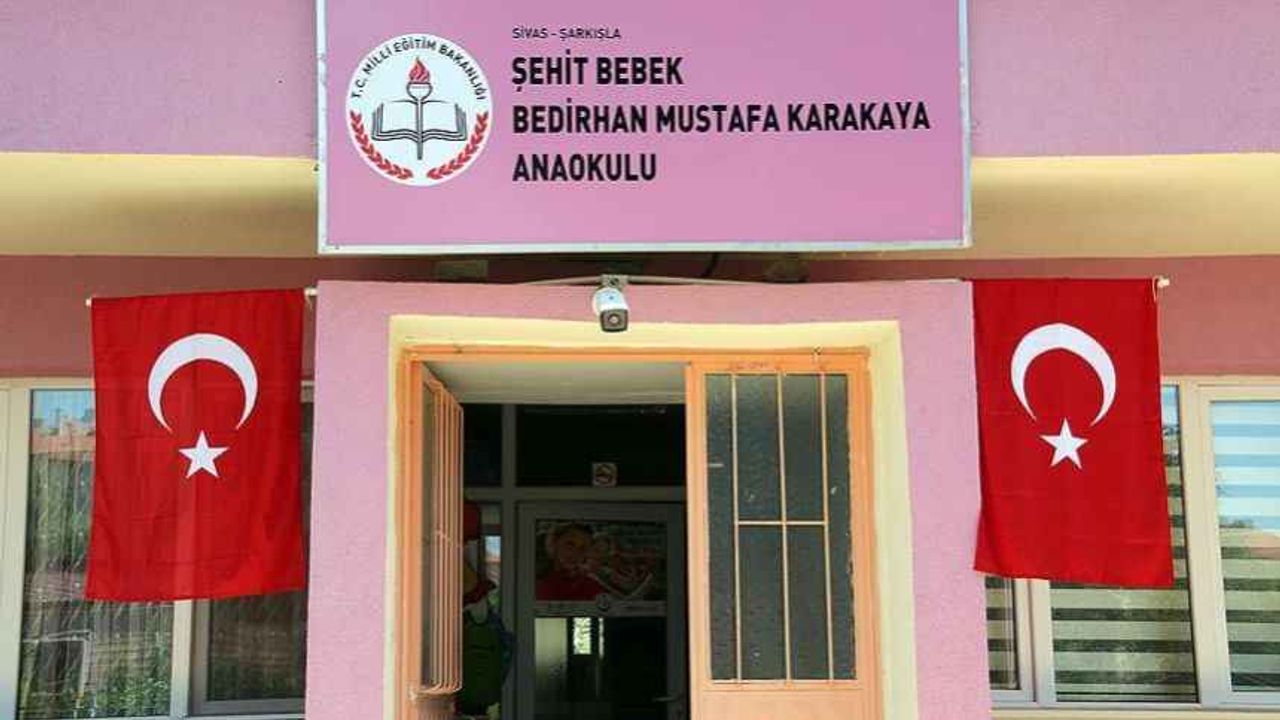 SİVAS - ŞARKIŞLA
ŞEHİT BEBEK
BEDİRHAN MUSTAFA KARAKAYA
ANAOKULU
T.C. MİLLİ EĞİTİM BAKANLIĞI